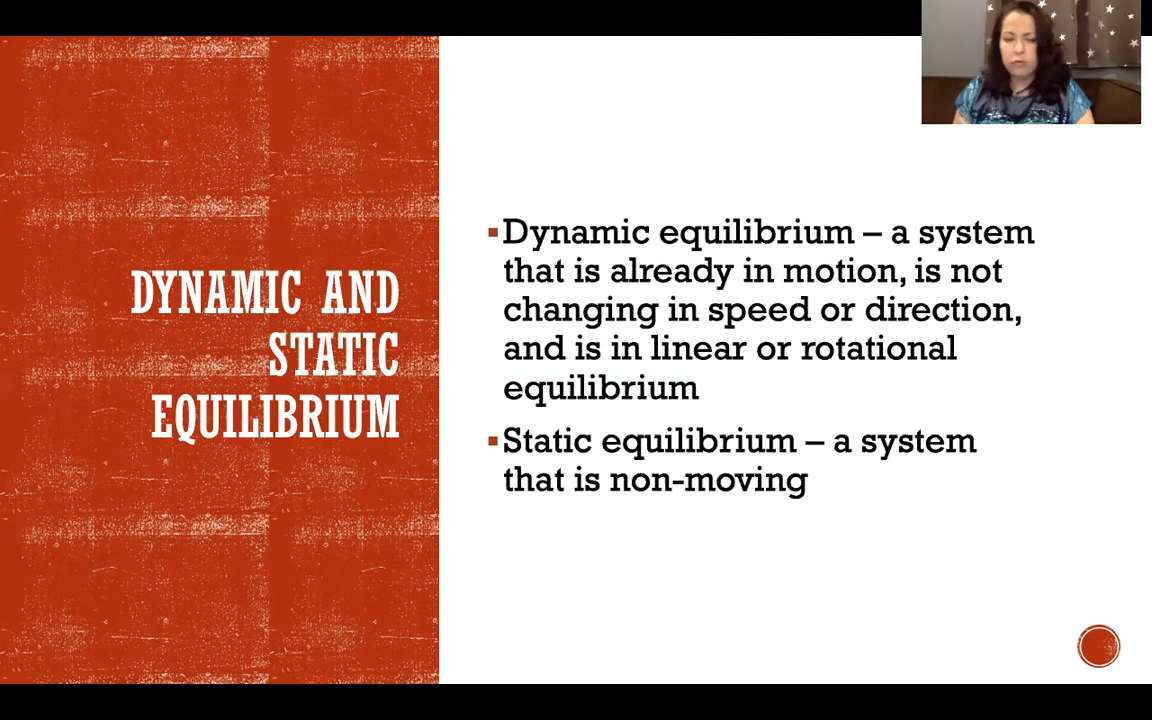 DYNAMIC AND
STATIC
EQUILIBRIUM
▪Dynamic equilibrium – a system
that is already in motion, is not
changing in speed or direction,
and is in linear or rotational
equilibrium
▪Static equilibrium – a system
that is non-moving